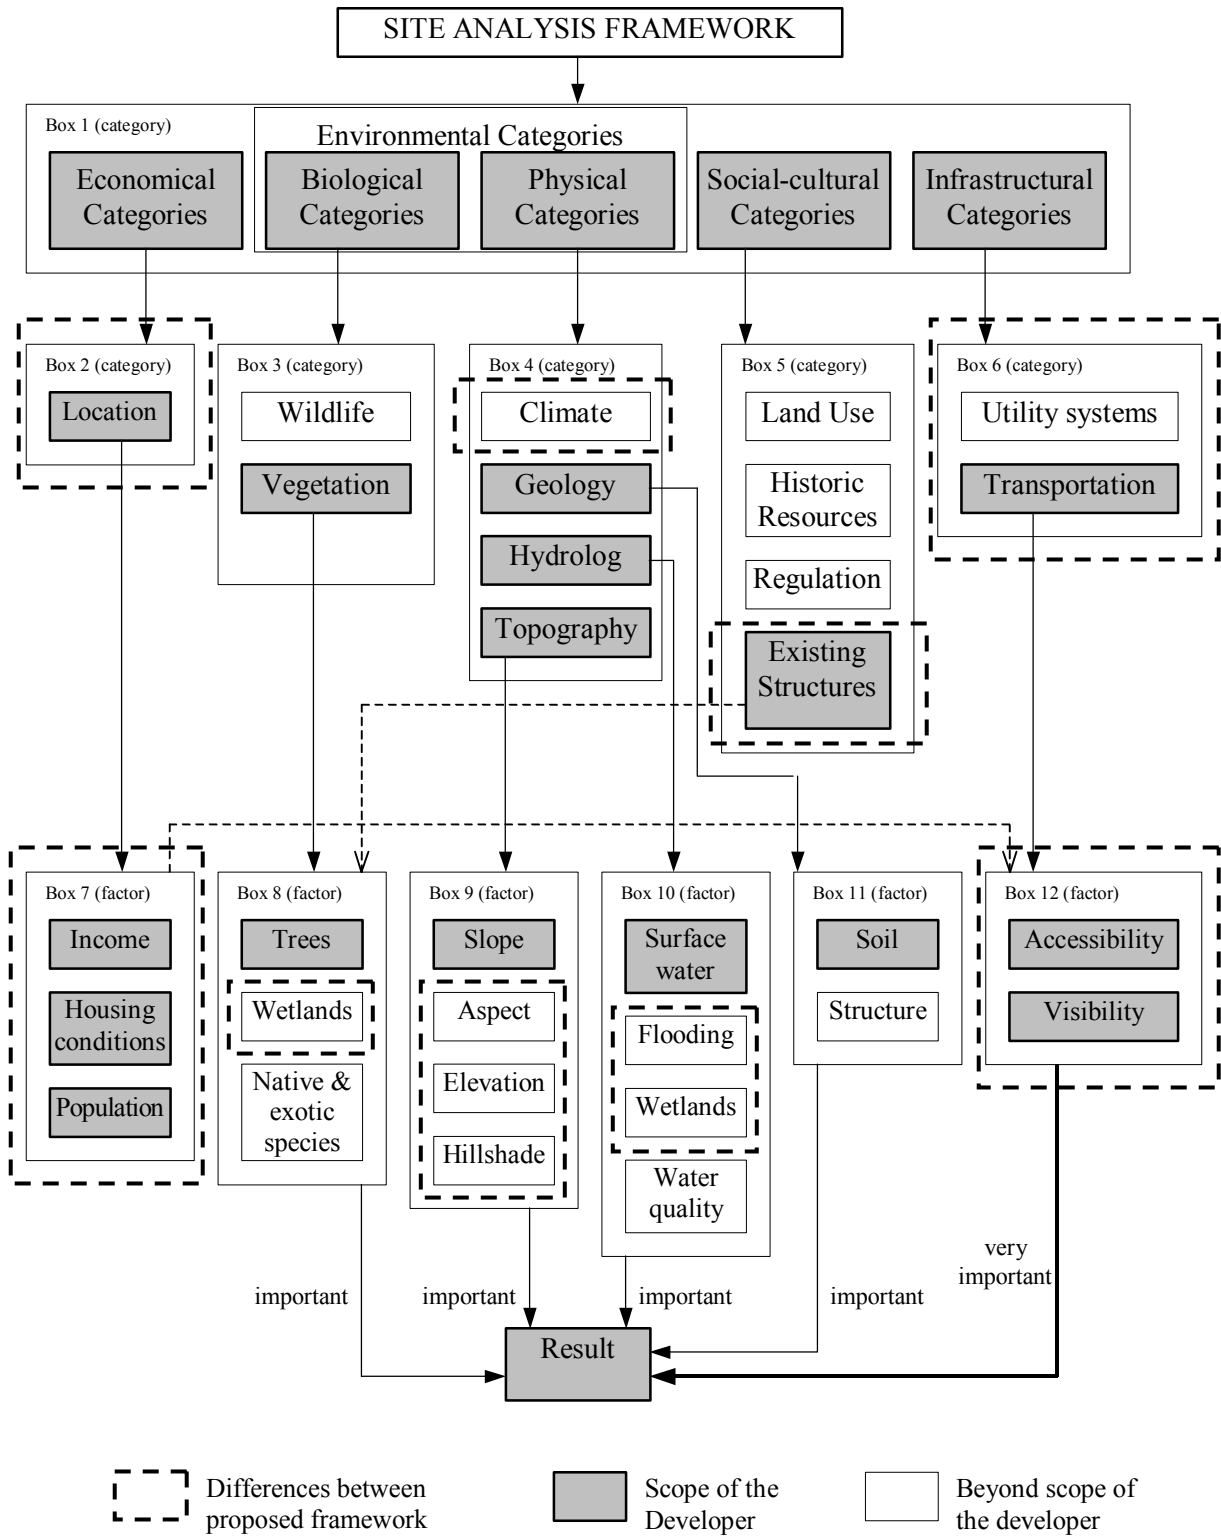 SITE ANALYSIS FRAMEWORK
Box 1 (category)
Environmental Categories
Economical
Categories
Biological
Categories
Physical
Categories
Social-cultural
Categories
Infrastructural
Categories
Box 2 (category)
Location
Box 3 (category)
Wildlife
Vegetation
Box 4 (category)
Climate
Geology
Hydrolog
Topography
Box 5 (category)
Land Use
Historic
Resources
Regulation
Existing
Structures
Box 6 (category)
Utility systems
Transportation
Box 7 (factor)
Income
Housing
conditions
Population
Box 8 (factor)
Trees
Wetlands
Native &
exotic
species
Box 9 (factor)
Slope
Aspect
Elevation
Hillshade
Box 10 (factor)
Surface
water
Flooding
Wetlands
Water
quality
Box 11 (factor)
Soil
Structure
Box 12 (factor)
Accessibility
Visibility
important
important
important
important
very
important
Result
Differences between
proposed framework
Scope of the
Developer
Beyond scope of
the developer